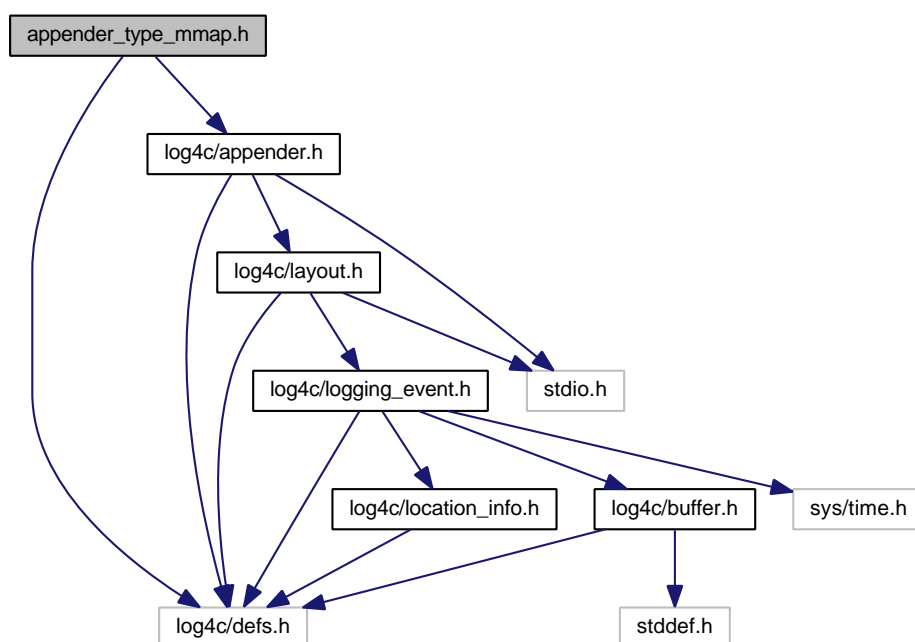 appender_type_mmap.h
log4c/appender.h
log4c/layout.h
log4c/logging_event.h
stdio.h
log4c/location_info.h
log4c/buffer.h
sys/time.h
log4c/defs.h
stddef.h